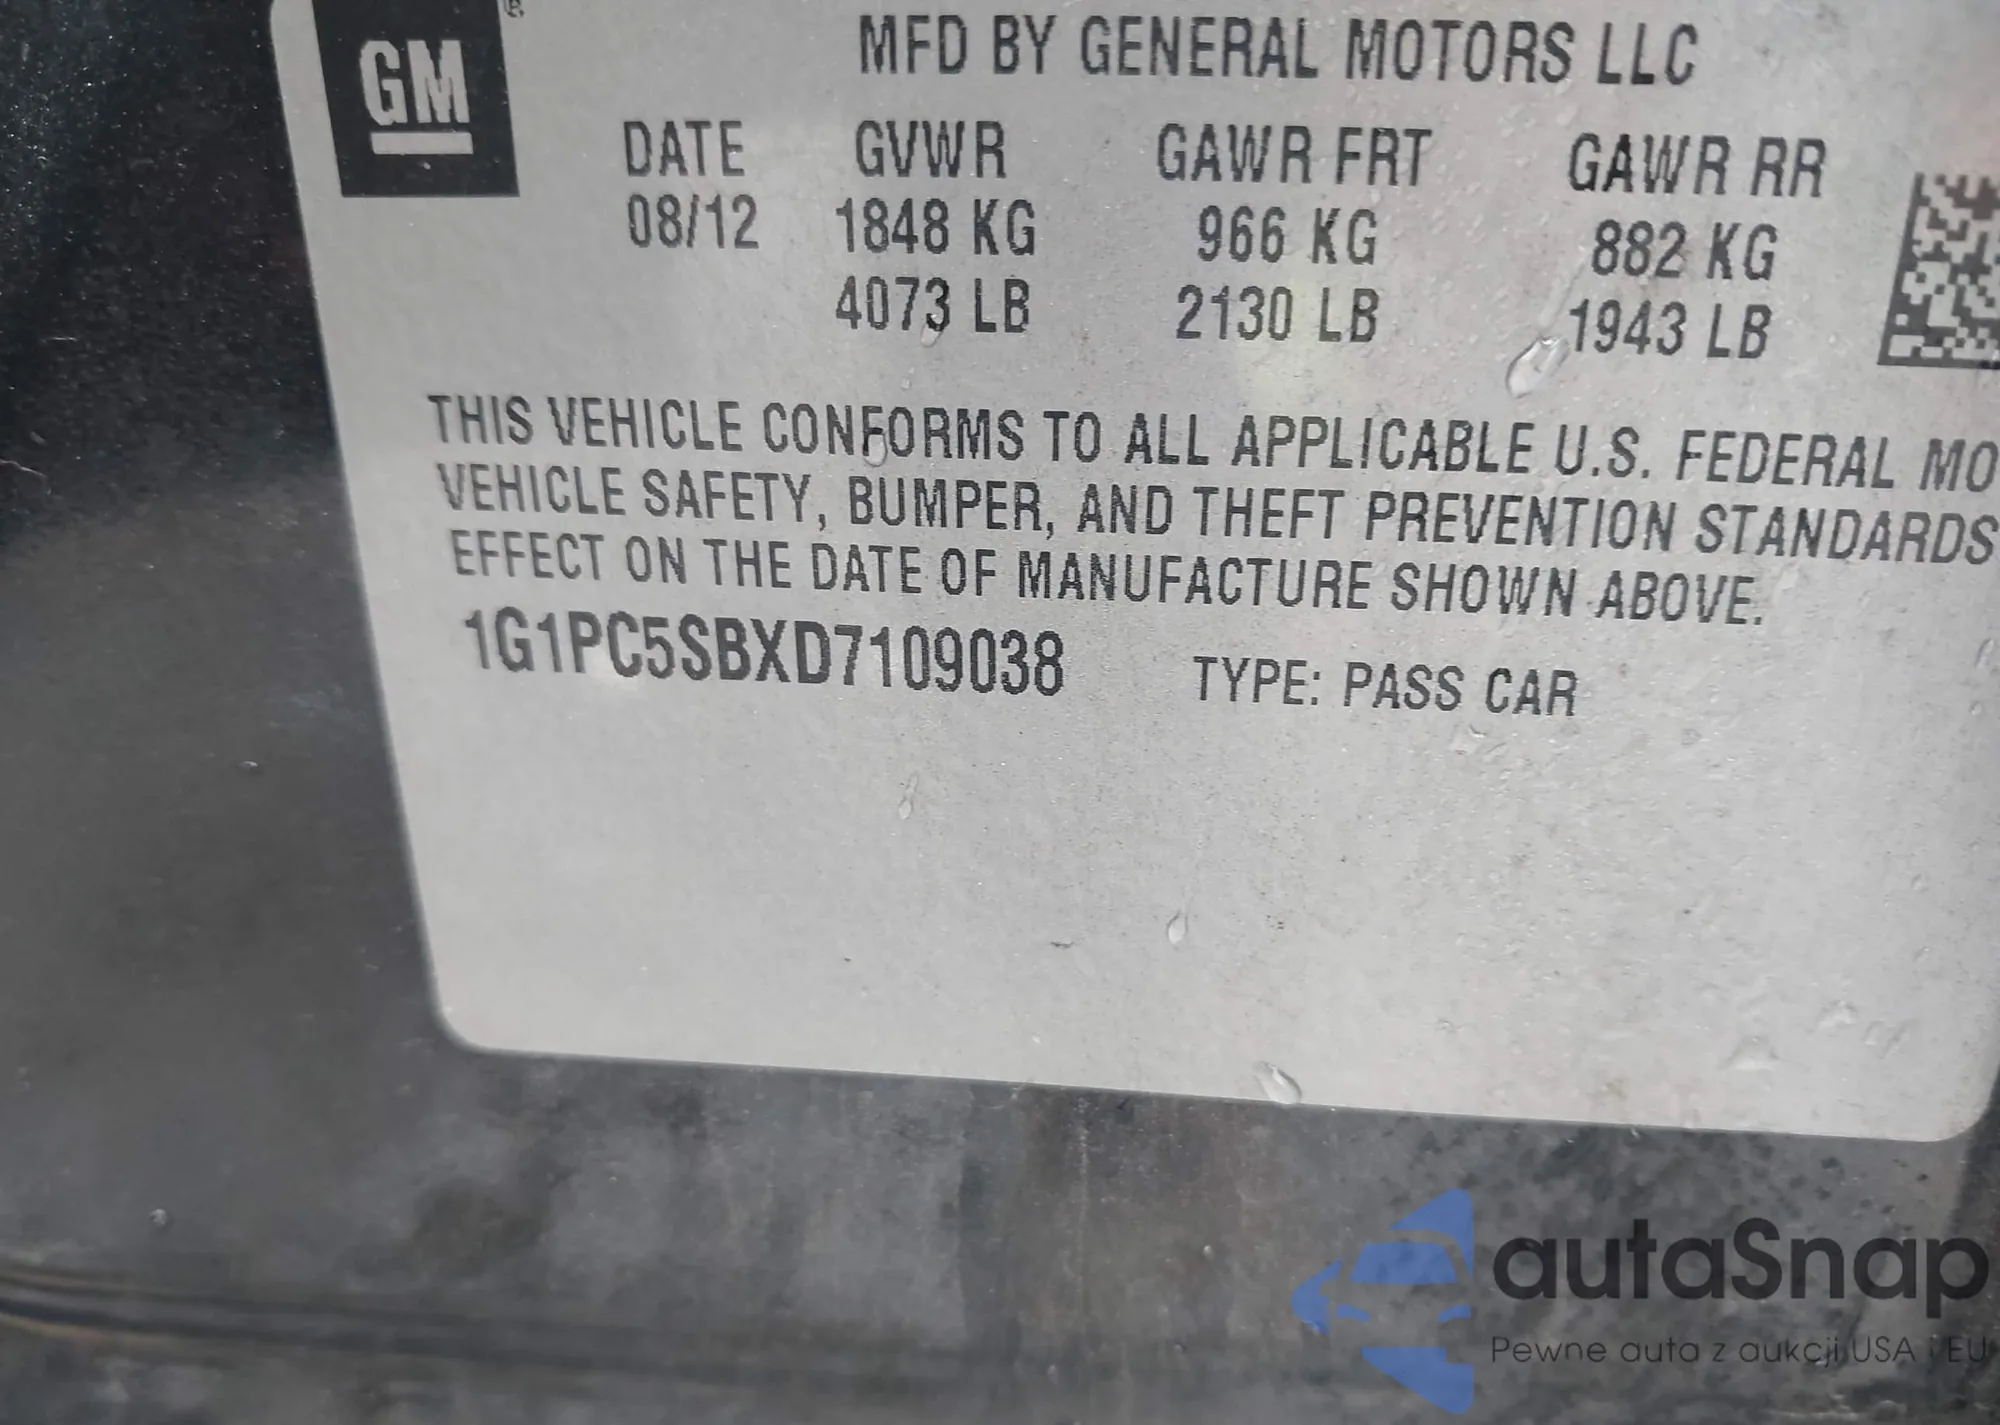 GM
MFD BY GENERAL MOTORS LLC
DATE GVWR GAWR FRT GAWR RR
08/12 1848 KG 966 KG 882 KG
4073 LB 2130 LB 1943 LB
THIS VEHICLE CONFORMS TO ALL APPLICABLE U.S. FEDERAL MO
VEHICLE SAFETY, BUMPER, AND THEFT PREVENTION STANDARDS
EFFECT ON THE DATE OF MANUFACTURE SHOWN ABOVE.
1G1PC5SBXD7109038 TYPE: PASS CAR
autaSnap
Pewne auta z aukcji USA i EU